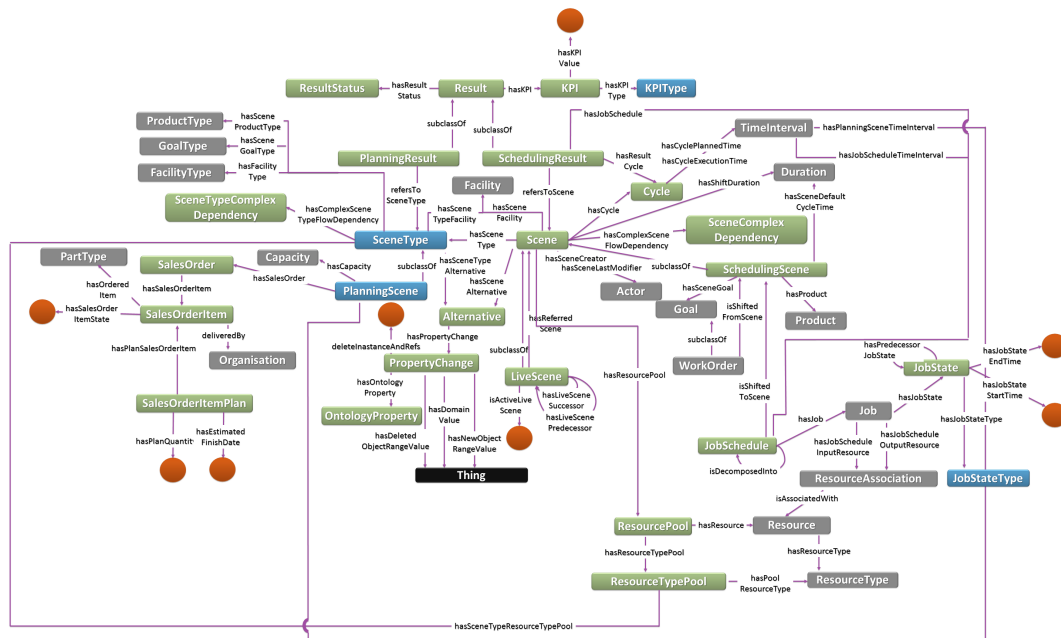 hasKPI
Value
ResultStatus
hasResult
Status
Result
hasKPI
KPI
hasKPI
Type
KPIType
hasJobSchedule
ProductType
hasScene
ProductType
subclassOf
subclassOf
TimeInterval
hasPlanningSceneTimeInterval
GoalType
hasScene
GoalType
hasCyclePlannedTime
PlanningResult
SchedulingResult
hasResult
Cycle
hasCycleExecutionTime
hasJobScheduleTimeInterval
FacilityType
hasFacility
Type
Duration
refersTo
SceneType
Facility
refersToScene
Cycle
hasShiftDuration
SceneTypeComplex
Dependency
hasComplexScene
TypeFlowDependency
hasScene
TypeFacility
hasScene
Facility
hasCycle
hasSceneDefault
CycleTime
SceneType
hasScene
Type
Scene
hasComplexScene
FlowDependency
SceneComplex
Dependency
PartType
SalesOrder
Capacity
hasCapacity
subclassOf
hasSceneType
Alternative
hasSceneCreator
hasSceneLastModifier
subclassOf
SchedulingScene
hasOrdered
Item
hasSalesOrderItem
hasSalesOrder
PlanningScene
hasScene
Alternative
Actor
hasSceneGoal
hasProduct
hasSalesOrder
ItemState
SalesOrderItem
Alternative
Goal
isShifted
FromScene
Product
deliveredBy
hasPropertyChange
hasReferred
Scene
hasPlanSalesOrderItem
deleteInastanceAndRefs
subclassOf
hasPredecessor
JobState
hasJobState
EndTime
Organisation
PropertyChange
subclassOf
WorkOrder
JobState
LiveScene
hasResourcePool
hasOntology
Property
isActiveLive
Scene
hasLiveScene
Successor
isShifted
ToScene
hasJobState
StartTime
SalesOrderItemPlan
OntologyProperty
hasDomain
Value
hasLiveScene
Predecessor
Job
hasJobState
hasJob
hasJobStateType
hasPlanQuantity
hasEstimated
FinishDate
hasDeleted
ObjectRangeValue
hasNewObject
RangeValue
JobSchedule
hasJobSchedule
InputResource
hasJobSchedule
OutputResource
isDecomposedInto
Thing
ResourceAssociation
JobStateType
isAssociatedWith
ResourcePool
hasResource
Resource
hasResourceTypePool
hasResourceType
ResourceTypePool
hasPool
ResourceType
ResourceType
hasSceneTypeResourceTypePool